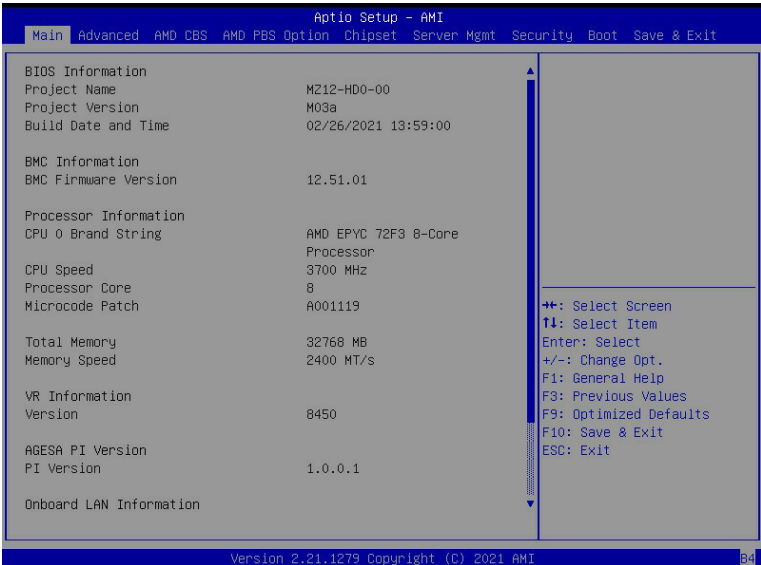 Aptio Setup – AMI
Main Advanced AMD CBS AMD PBS Option Chipset Server Mgmt Security Boot Save & Exit
BIOS Information
Project Name MZ12-HD0-00
Project Version M03a
Build Date and Time 02/26/2021 13:59:00
BMC Information
BMC Firmware Version 12.51.01
Processor Information
CPU 0 Brand String AMD EPYC 72F3 8-Core
Processor
CPU Speed 3700 MHz
Processor Core 8
Microcode Patch A001119
Total Memory 32768 MB
Memory Speed 2400 MT/s
VR Information
Version 8450
AGESA PI Version
PI Version 1.0.0.1
Onboard LAN Information
→←: Select Screen
↑↓: Select Item
Enter: Select
+/-: Change Opt.
F1: General Help
F3: Previous Values
F9: Optimized Defaults
F10: Save & Exit
ESC: Exit
Version 2.21.1279 Copyright (C) 2021 AMI
B4